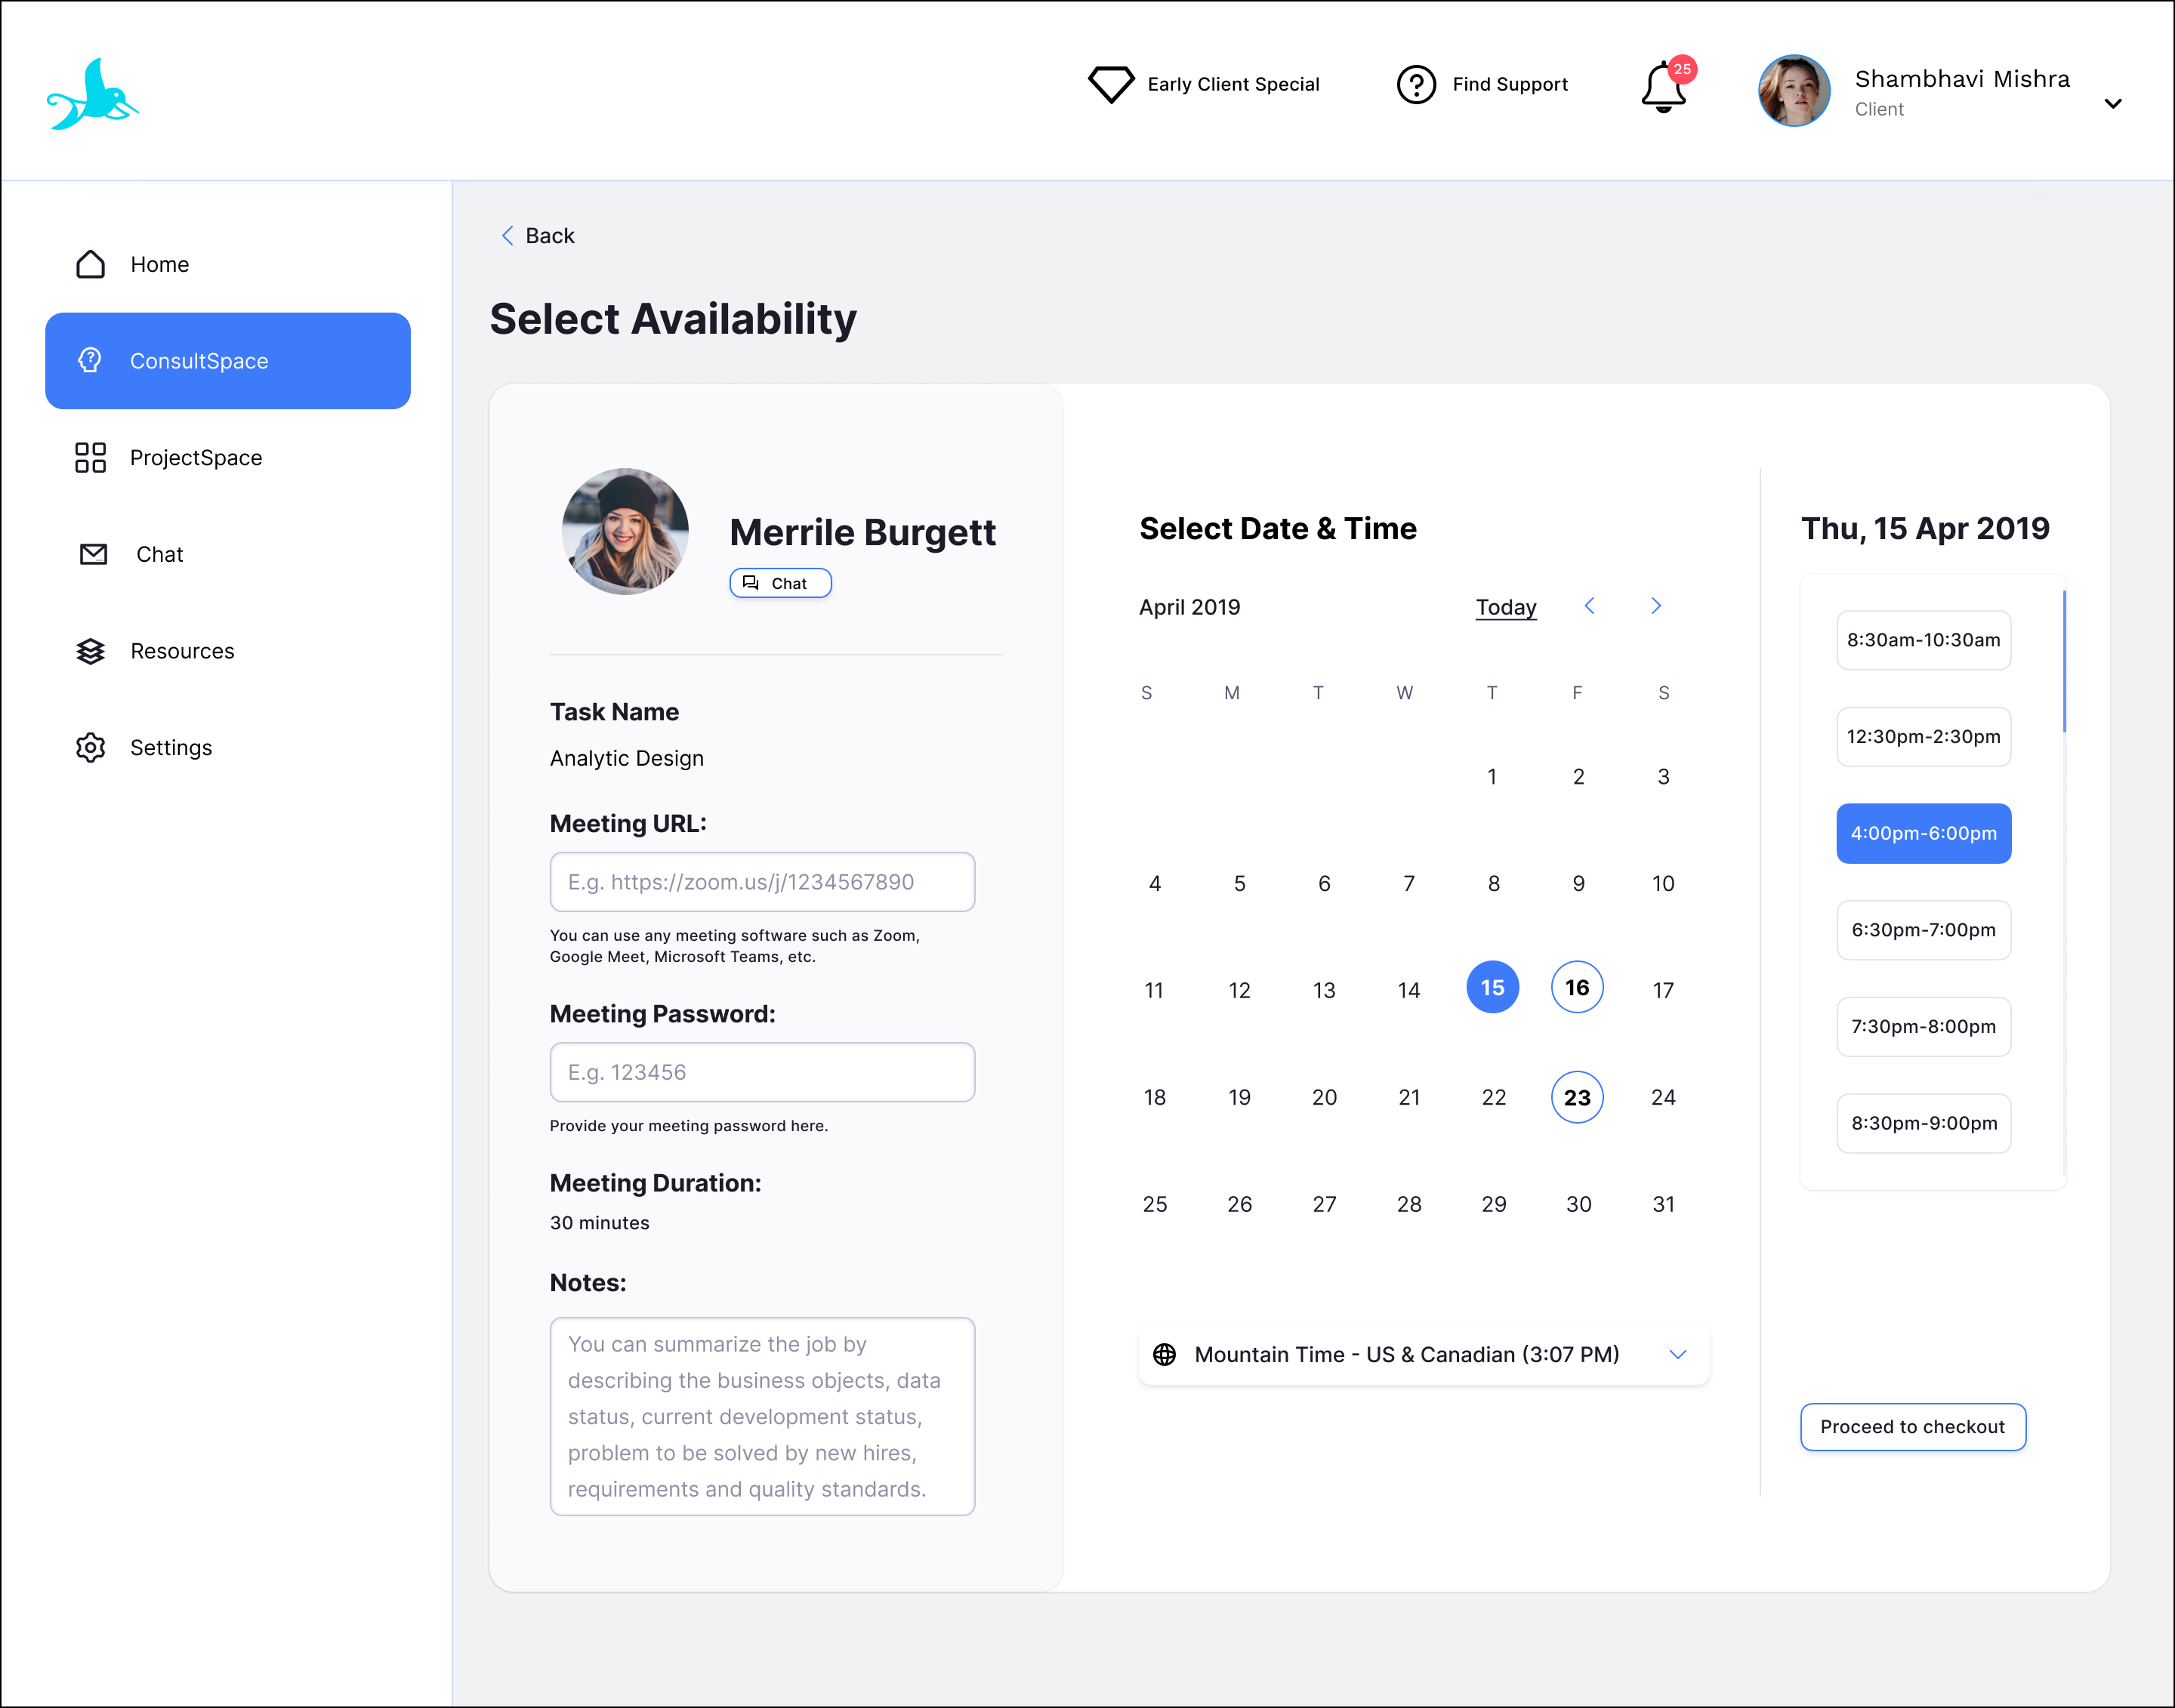 Early Client Special
Find Support
25
Shambhavi Mishra
Client
Home
ConsultSpace
ProjectSpace
Chat
Resources
Settings
Back
Select Availability
Merrile Burgett
Chat
Task Name
Analytic Design
Meeting URL:
E.g. https://zoom.us/j/1234567890
You can use any meeting software such as Zoom,
Google Meet, Microsoft Teams, etc.
Meeting Password:
E.g. 123456
Provide your meeting password here.
Meeting Duration:
30 minutes
Notes:
You can summarize the job by
describing the business objects, data
status, current development status,
problem to be solved by new hires,
requirements and quality standards.
Select Date & Time
April 2019 Today
S M T W T F S
1 2 3
4 5 6 7 8 9 10
11 12 13 14 15 16 17
18 19 20 21 22 23 24
25 26 27 28 29 30 31
Mountain Time - US & Canadian (3:07 PM)
Thu, 15 Apr 2019
8:30am-10:30am
12:30pm-2:30pm
4:00pm-6:00pm
6:30pm-7:00pm
7:30pm-8:00pm
8:30pm-9:00pm
Proceed to checkout